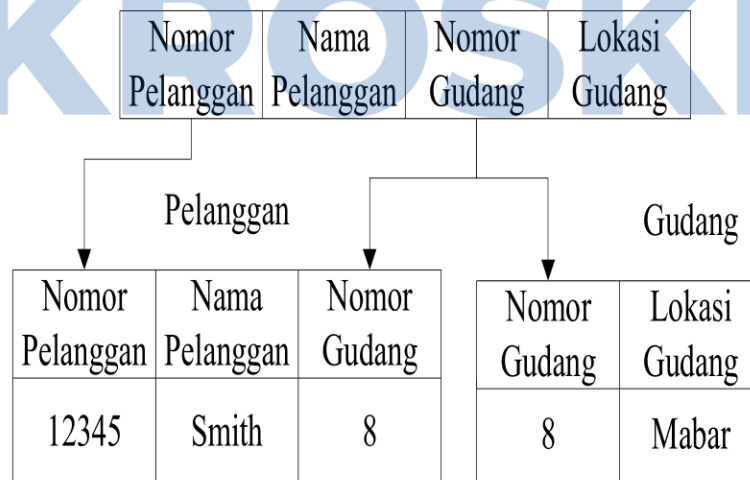 KROSKI
Nomor Nama Nomor Lokasi
Pelanggan Pelanggan Gudang Gudang
Pelanggan
Gudang
Nomor Nama Nomor
Pelanggan Pelanggan Gudang
12345 Smith 8
Nomor Lokasi
Gudang Gudang
8 Mabar